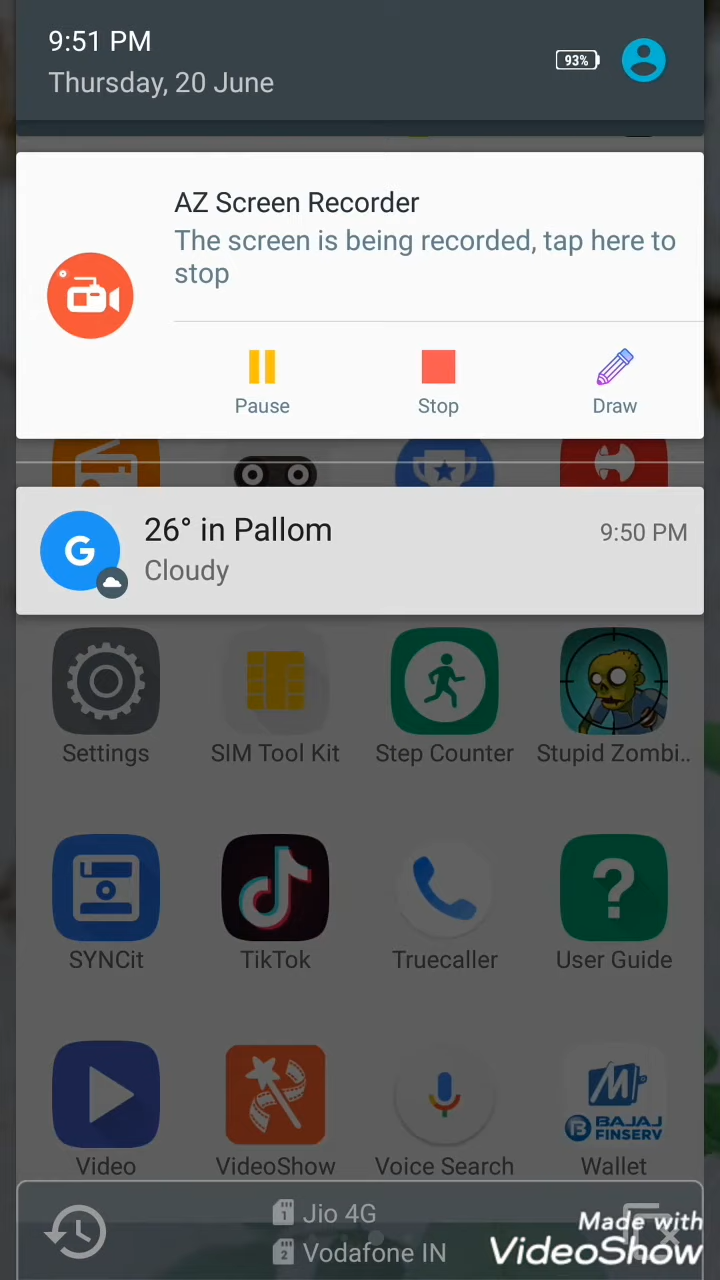 9:51 PM
93%
Thursday, 20 June
AZ Screen Recorder
The screen is being recorded, tap here to
stop
Pause
Stop
Draw
G
26° in Pallom
9:50 PM
Cloudy
Settings
SIM Tool Kit
Step Counter
Stupid Zombi..
?
SYNCit
TikTok
Truecaller
User Guide
M
B BAJAJ
FINSERV
Video
VideoShow
Voice Search
Wallet
1 Jio 4G
2 Vodafone IN
Made with
VideoShow